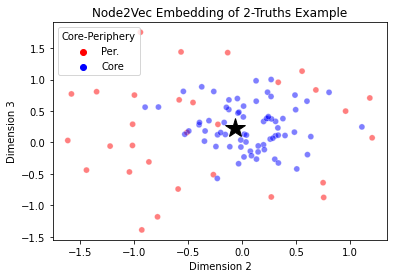 Node2Vec Embedding of 2-Truths Example
Core-Periphery
Per.
Core
Dimension 3
1.5
1.0
0.5
0.0
−0.5
−1.0
−1.5
−1.5 −1.0 −0.5 0.0 0.5 1.0
Dimension 2